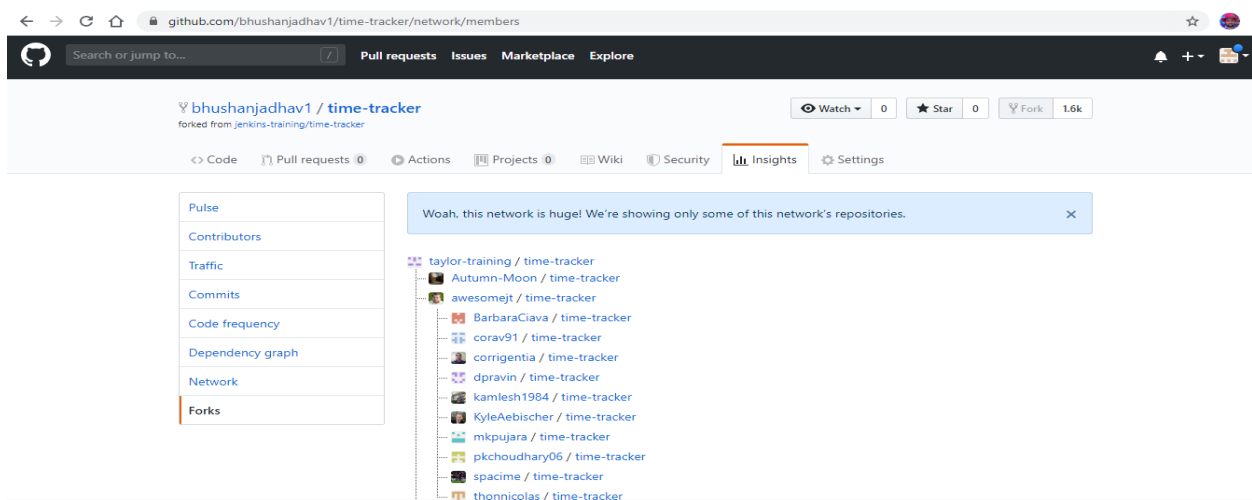 github.com/bhushanjadhav1/time-tracker/network/members
Search or jump to... / Pull requests Issues Marketplace Explore
bhushanjadhav1 / time-tracker Watch 0 Star 0 Fork 1.6k
forked from jenkins-training/time-tracker
<> Code Pull requests 0 Actions Projects 0 Wiki Security Insights Settings
Pulse
Contributors
Traffic
Commits
Code frequency
Dependency graph
Network
Forks
Woah, this network is huge! We're showing only some of this network's repositories.
taylor-training / time-tracker
Autumn-Moon / time-tracker
awesomejt / time-tracker
BarbaraCiava / time-tracker
corav91 / time-tracker
corrigentia / time-tracker
dpravin / time-tracker
kamlesh1984 / time-tracker
KyleAebischer / time-tracker
mkpujara / time-tracker
pkchoudhary06 / time-tracker
spacime / time-tracker
thonnicolas / time-tracker